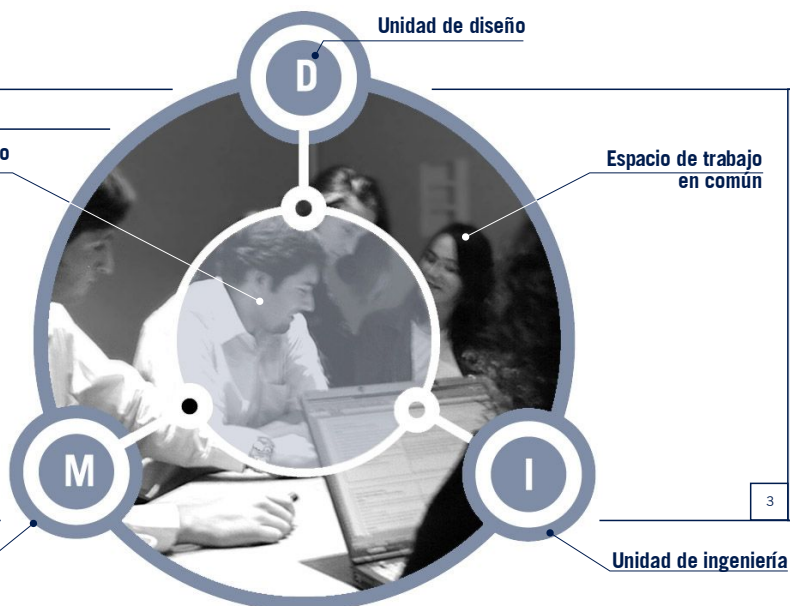 Unidad de diseño
D
o
Espacio de trabajo
en común
M
I
3
Unidad de ingeniería